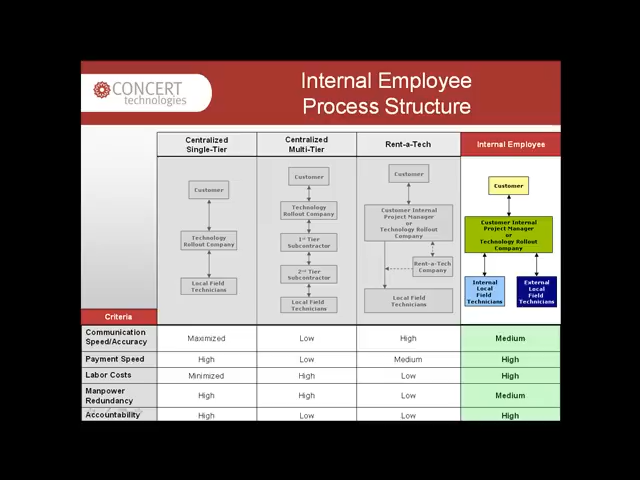 CONCERT
technologies
Internal Employee
Process Structure
Centralized
Single-Tier
Centralized
Multi-Tier
Rent-a-Tech
Internal Employee
Customer
Technology
Rollout Company
Local Field
Technicians
Customer
Technology
Rollout Company
1st Tier
Subcontractor
2nd Tier
Subcontractor
Local Field
Technicians
Customer
Customer Internal
Project Manager
or
Technology Rollout
Company
Rent-a-Tech
Company
Local Field
Technicians
Customer
Customer Internal
Project Manager
or
Technology Rollout
Company
Internal
Local
Field
Technicians
External
Local
Field
Technicians
Criteria
Communication
Speed/Accuracy
Maximized
Low
High
Medium
Payment Speed
High
Low
Medium
High
Labor Costs
Minimized
High
Low
High
Manpower
Redundancy
High
High
Low
Medium
Accountability
High
Low
Low
High